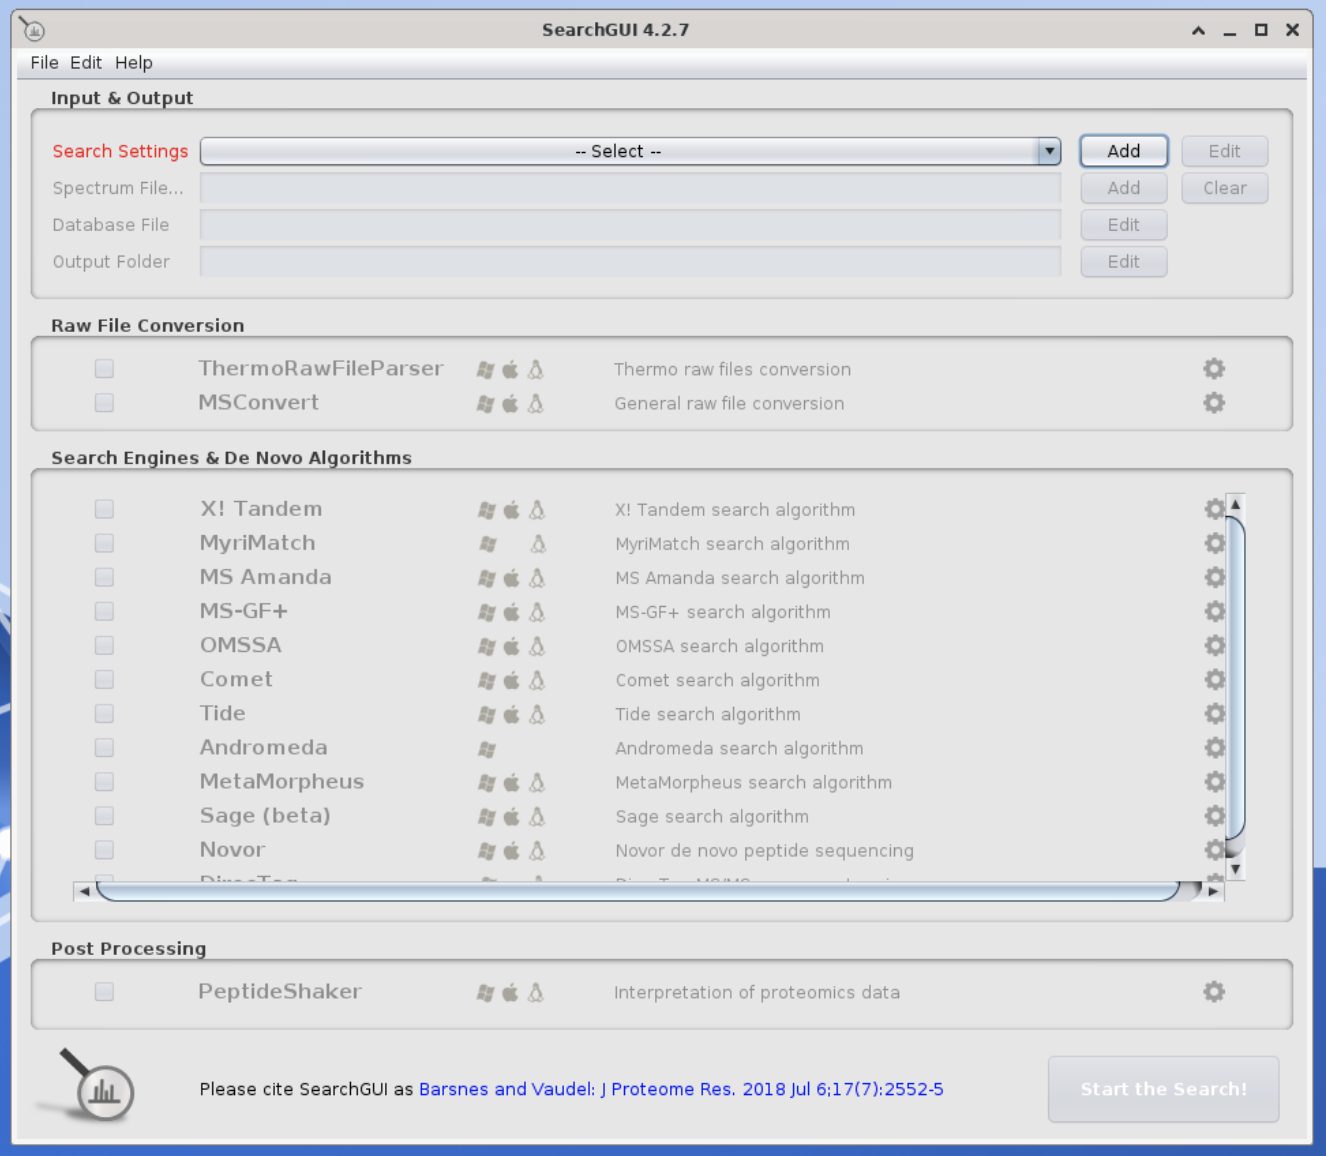 SearchGUI 4.2.7
File Edit Help
Input & Output
Search Settings -- Select -- Add Edit
Spectrum File... Add Clear
Database File Edit
Output Folder Edit
Raw File Conversion
ThermoRawFileParser Thermo raw files conversion
MSConvert General raw file conversion
Search Engines & De Novo Algorithms
X! Tandem X! Tandem search algorithm
MyriMatch MyriMatch search algorithm
MS Amanda MS Amanda search algorithm
MS-GF+ MS-GF+ search algorithm
OMSSA OMSSA search algorithm
Comet Comet search algorithm
Tide Tide search algorithm
Andromeda Andromeda search algorithm
MetaMorpheus MetaMorpheus search algorithm
Sage (beta) Sage search algorithm
Novor Novor de novo peptide sequencing
Post Processing
PeptideShaker Interpretation of proteomics data
Please cite SearchGUI as Barsnes and Vaudel: J Proteome Res. 2018 Jul 6;17(7):2552-5
Start the Search!